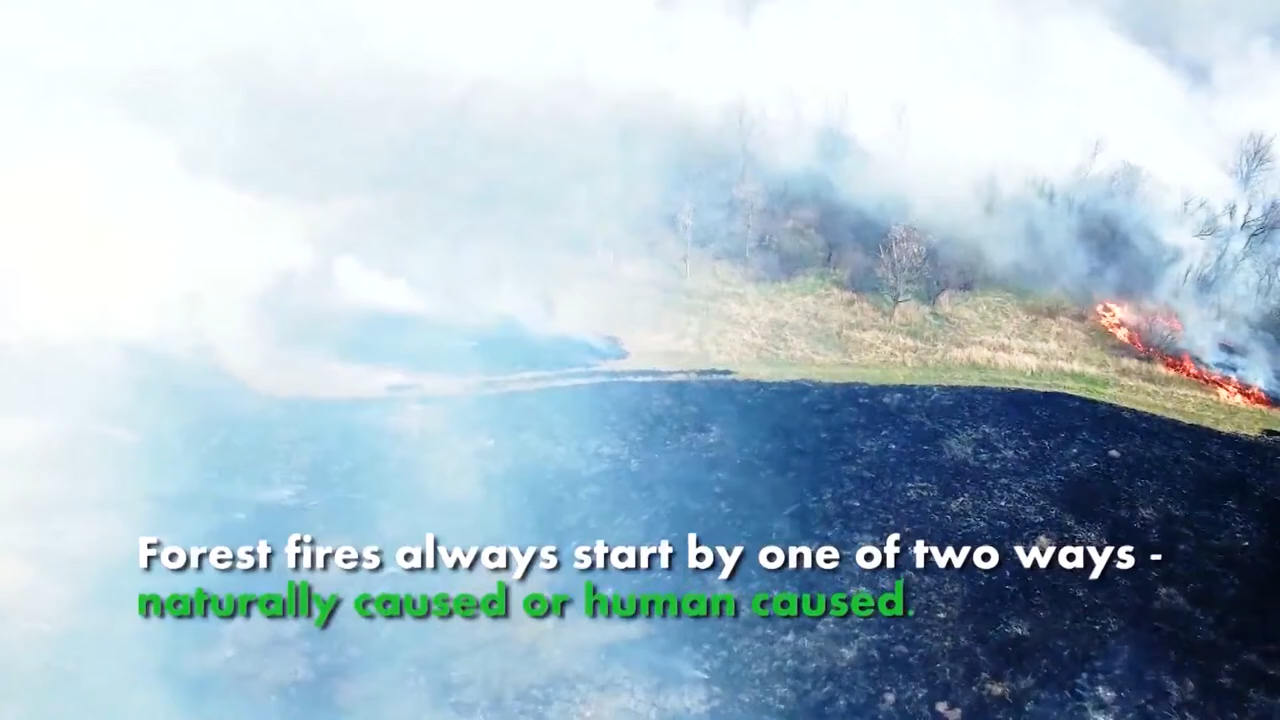 Forest fires always start by one of two ways -
naturally caused or human caused.